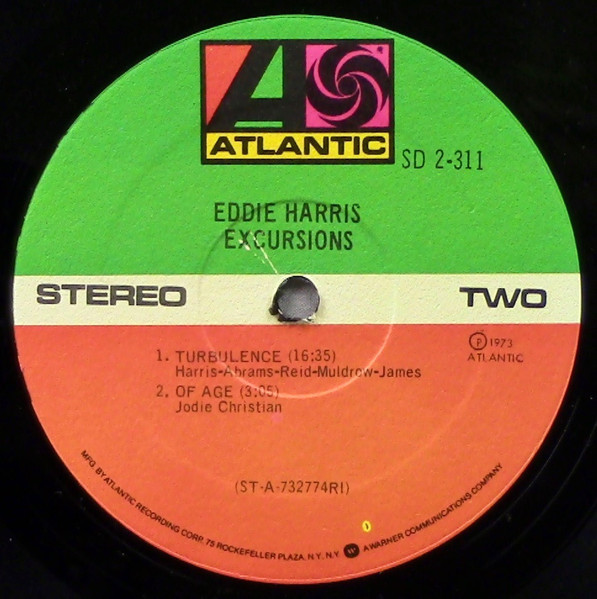 ATLANTIC
SD 2-311
EDDIE HARRIS
EXCURSIONS
STEREO
TWO
1. TURBULENCE (16:35)
Harris-Abrams-Reid-Muldrow-James
2. OF AGE (3:05)
Jodie Christian
℗ 1973
ATLANTIC
(ST-A-732774RI)
MFG. BY ATLANTIC RECORDING CORP. 75 ROCKEFELLER PLAZA, N.Y. N.Y. A WARNER COMMUNICATIONS COMPANY